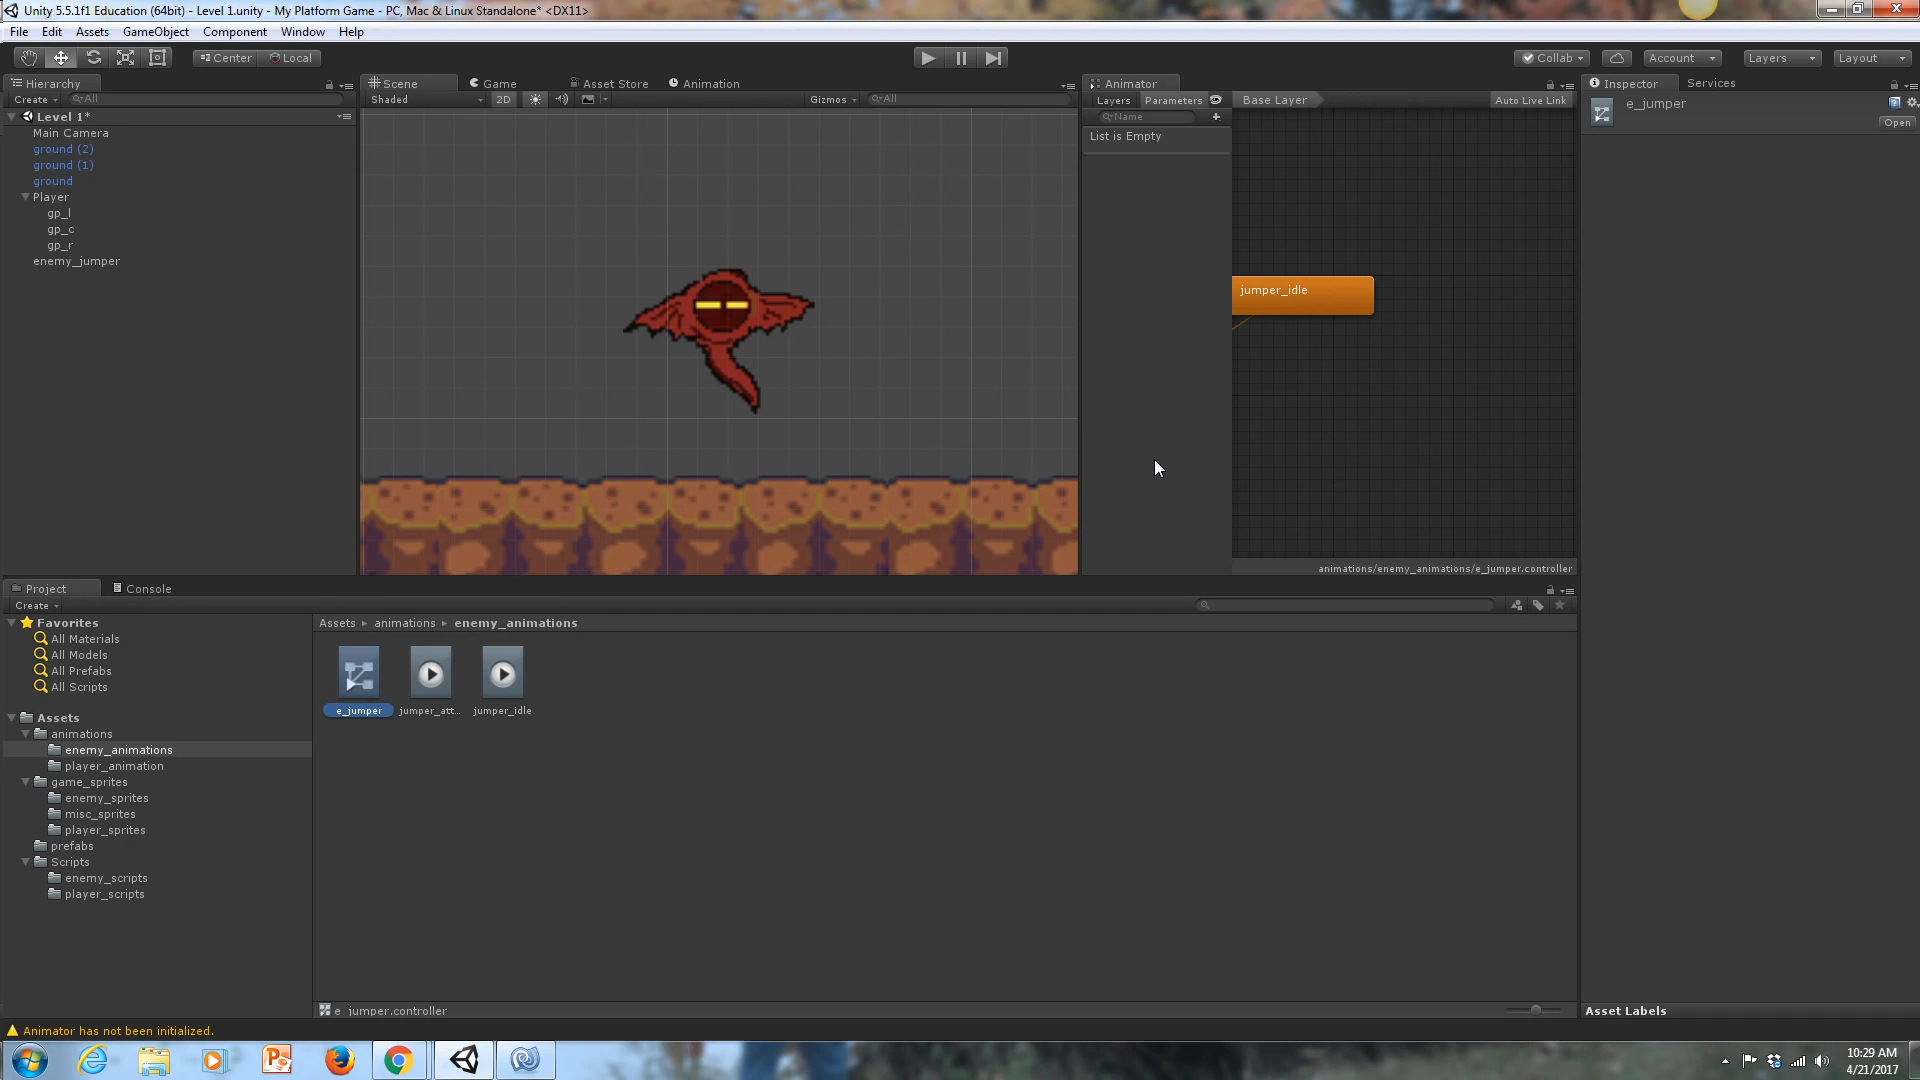 Unity 5.5.1f1 Education (64bit) - Level 1.unity - My Platform Game - PC, Mac & Linux Standalone* <DX11>
File Edit Assets GameObject Component Window Help
Center Local
Collab Account Layers Layout
Hierarchy
Create All
Level 1*
Main Camera
ground (2)
ground (1)
ground
Player
gp_l
gp_c
gp_r
enemy_jumper
Scene Game Asset Store Animation
Shaded 2D Gizmos All
Animator
Layers Parameters Base Layer Auto Live Link
Name
List is Empty
jumper_idle
animations/enemy_animations/e_jumper.controller
Inspector Services
e_jumper
Open
Project Console
Create
Favorites
All Materials
All Models
All Prefabs
All Scripts
Assets
animations
enemy_animations
player_animation
game_sprites
enemy_sprites
misc_sprites
player_sprites
prefabs
Scripts
enemy_scripts
player_scripts
Assets animations enemy_animations
e_jumper jumper_att... jumper_idle
e_jumper.controller
Asset Labels
Animator has not been initialized.
10:29 AM
4/21/2017